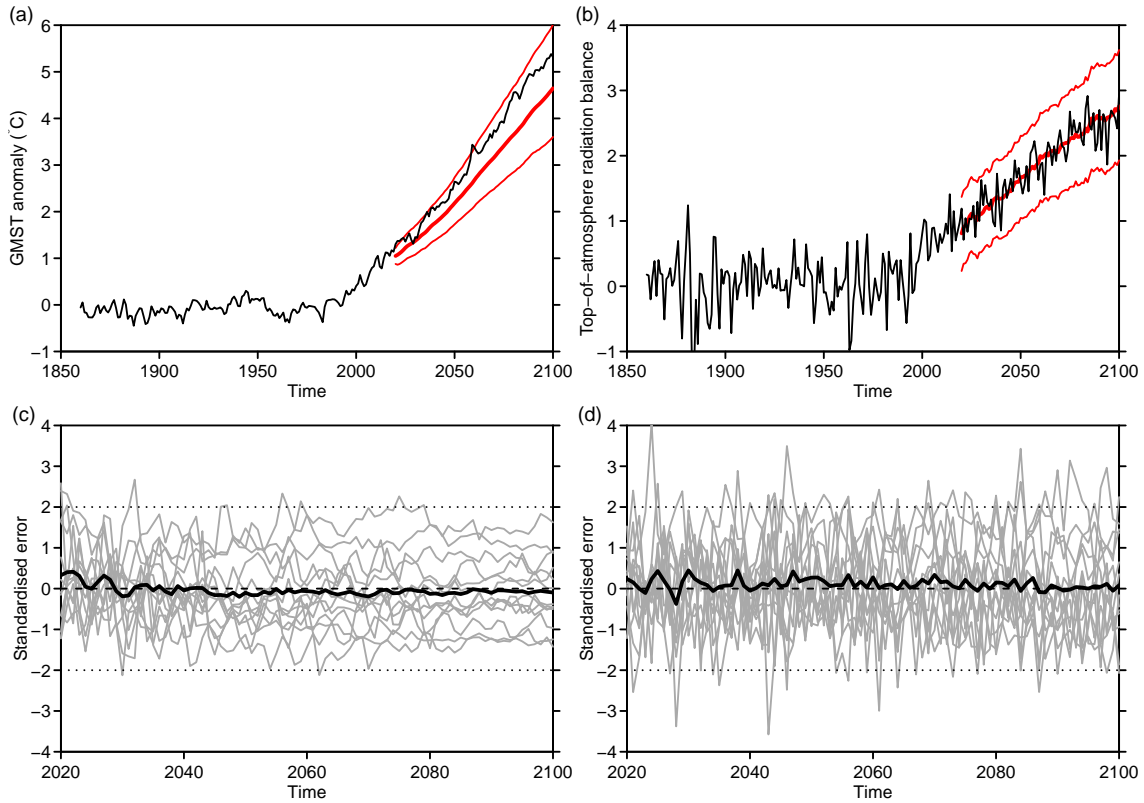 (a)
GMST anomaly (˚C)
6
5
4
3
2
1
0
−1
1850 1900 1950 2000 2050 2100
Time
(b)
Top−of−atmosphere radiation balance
4
3
2
1
0
−1
1850 1900 1950 2000 2050 2100
Time
(c)
Standardised error
4
3
2
1
0
−1
−2
−3
−4
2020 2040 2060 2080 2100
Time
(d)
Standardised error
4
3
2
1
0
−1
−2
−3
−4
2020 2040 2060 2080 2100
Time